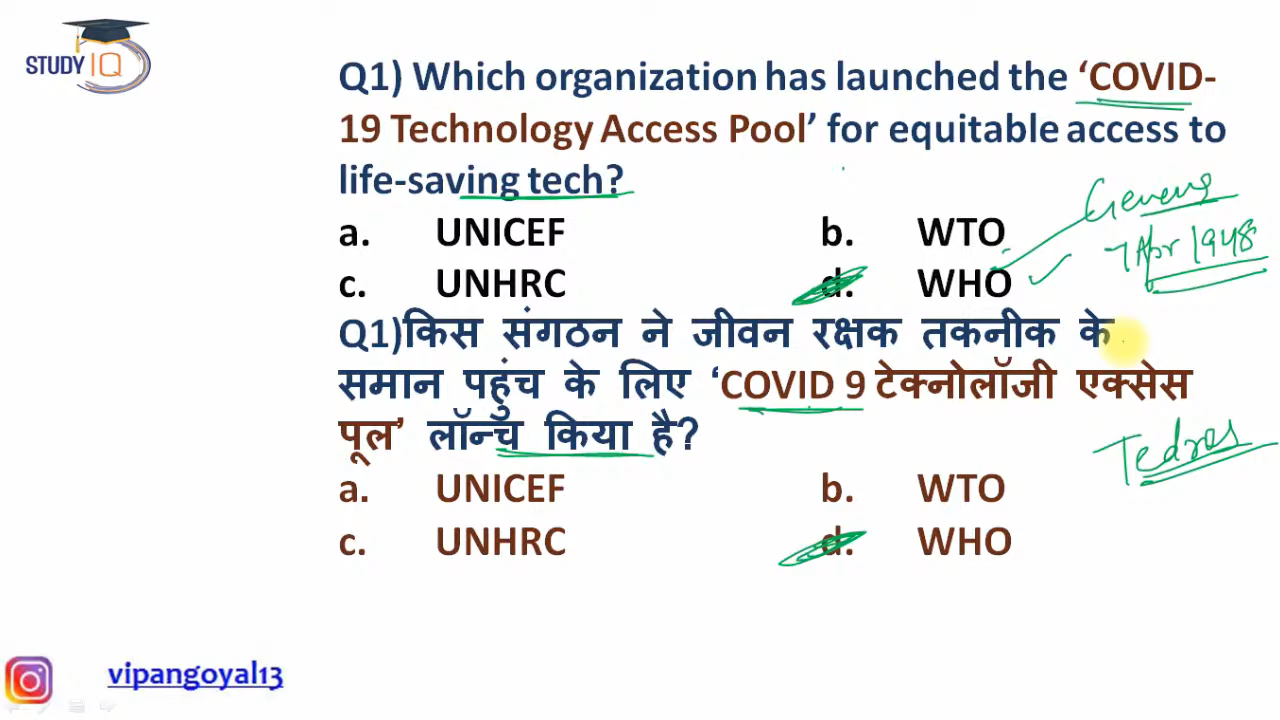 STUDY IQ
Q1) Which organization has launched the ‘COVID-
19 Technology Access Pool’ for equitable access to
life-saving tech?
a. UNICEF b. WTO
c. UNHRC d. WHO
Geneva
7 Apr 1948
Q1)किस संगठन ने जीवन रक्षक तकनीक के
समान पहुंच के लिए ‘COVID 9 टेक्नोलॉजी एक्सेस
पूल’ लॉन्च किया है?
Tedros
a. UNICEF b. WTO
c. UNHRC d. WHO
vipangoyal13